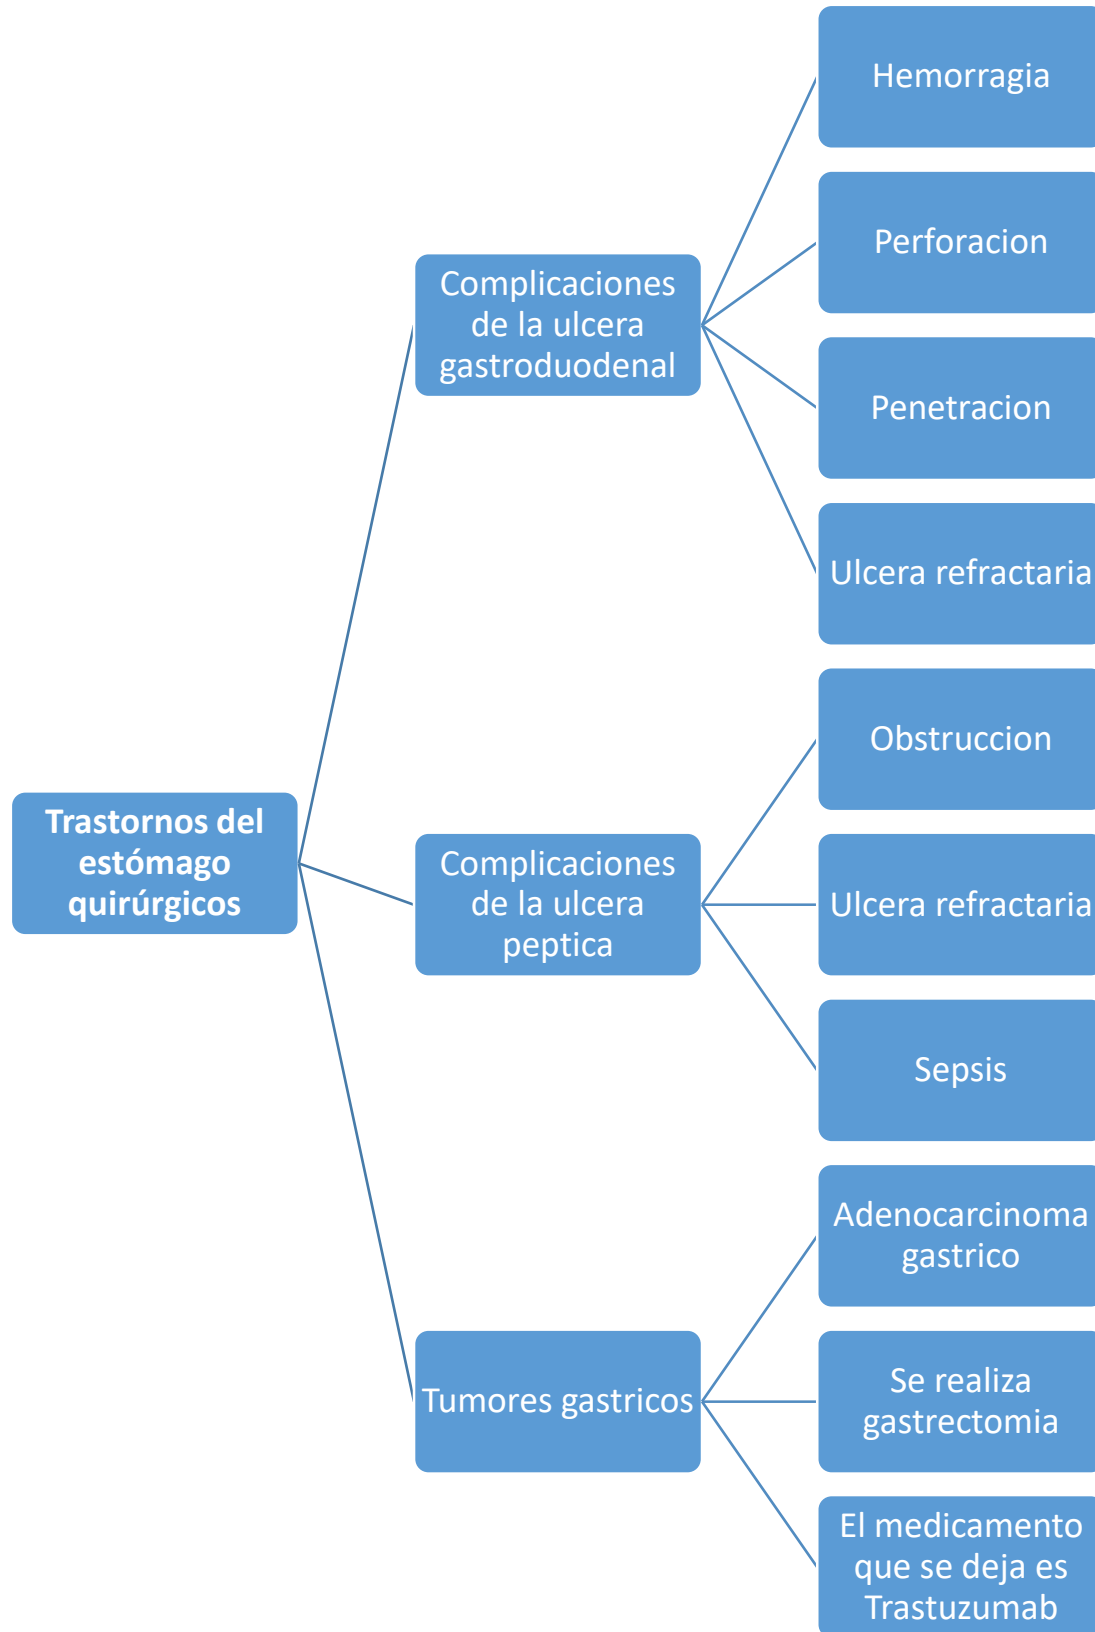 Trastornos del
estómago
quirúrgicos
Complicaciones
de la ulcera
gastroduodenal
Hemorragia
Perforacion
Penetracion
Ulcera refractaria
Complicaciones
de la ulcera
peptica
Obstruccion
Ulcera refractaria
Sepsis
Tumores gastricos
Adenocarcinoma
gastrico
Se realiza
gastrectomia
El medicamento
que se deja es
Trastuzumab